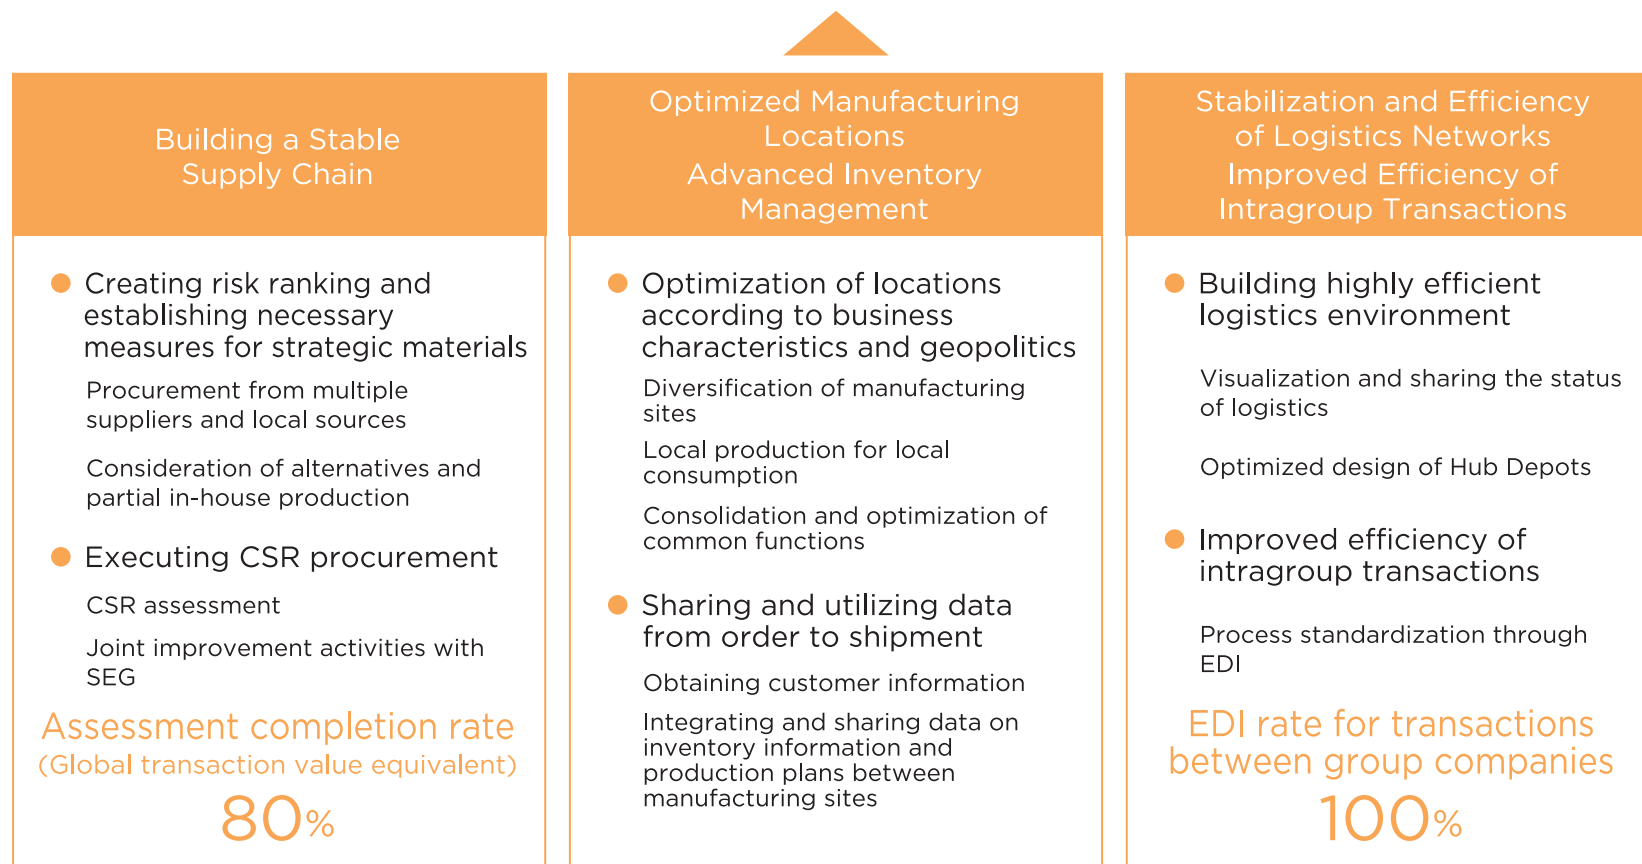 Building a Stable
Supply Chain
Creating risk ranking and
establishing necessary
measures for strategic materials
Procurement from multiple
suppliers and local sources
Consideration of alternatives and
partial in-house production
Executing CSR procurement
CSR assessment
Joint improvement activities with
SEG
Assessment completion rate
(Global transaction value equivalent)
80%
Optimized Manufacturing
Locations
Advanced Inventory
Management
Optimization of locations
according to business
characteristics and geopolitics
Diversification of manufacturing
sites
Local production for local
consumption
Consolidation and optimization of
common functions
Sharing and utilizing data
from order to shipment
Obtaining customer information
Integrating and sharing data on
inventory information and
production plans between
manufacturing sites
Stabilization and Efficiency
of Logistics Networks
Improved Efficiency of
Intragroup Transactions
Building highly efficient
logistics environment
Visualization and sharing the status
of logistics
Optimized design of Hub Depots
Improved efficiency of
intragroup transactions
Process standardization through
EDI
EDI rate for transactions
between group companies
100%